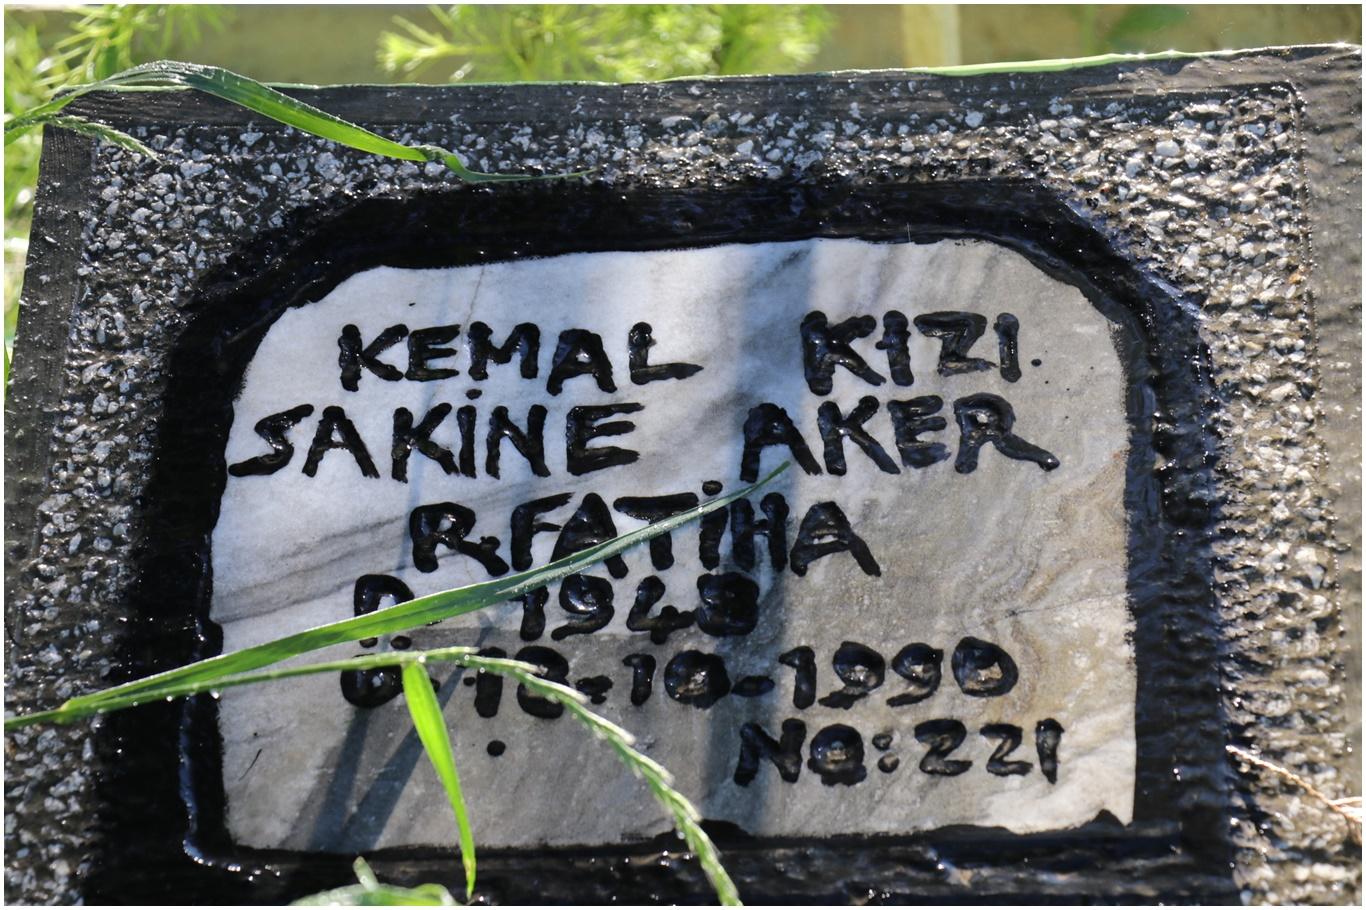 KEMAL KIZI.
SAKİNE AKER
R.FATİHA
D. 1948
Ö. 18-10-1990
NO: 221